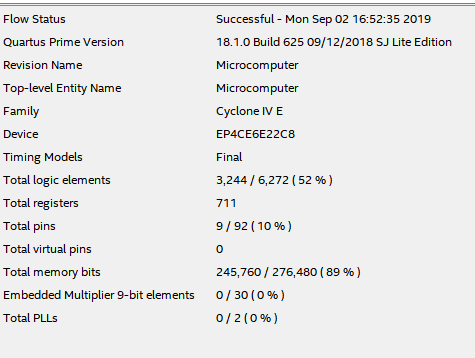 Flow Status Successful - Mon Sep 02 16:52:35 2019
Quartus Prime Version 18.1.0 Build 625 09/12/2018 SJ Lite Edition
Revision Name Microcomputer
Top-level Entity Name Microcomputer
Family Cyclone IV E
Device EP4CE6E22C8
Timing Models Final
Total logic elements 3,244 / 6,272 ( 52 % )
Total registers 711
Total pins 9 / 92 ( 10 % )
Total virtual pins 0
Total memory bits 245,760 / 276,480 ( 89 % )
Embedded Multiplier 9-bit elements 0 / 30 ( 0 % )
Total PLLs 0 / 2 ( 0 % )